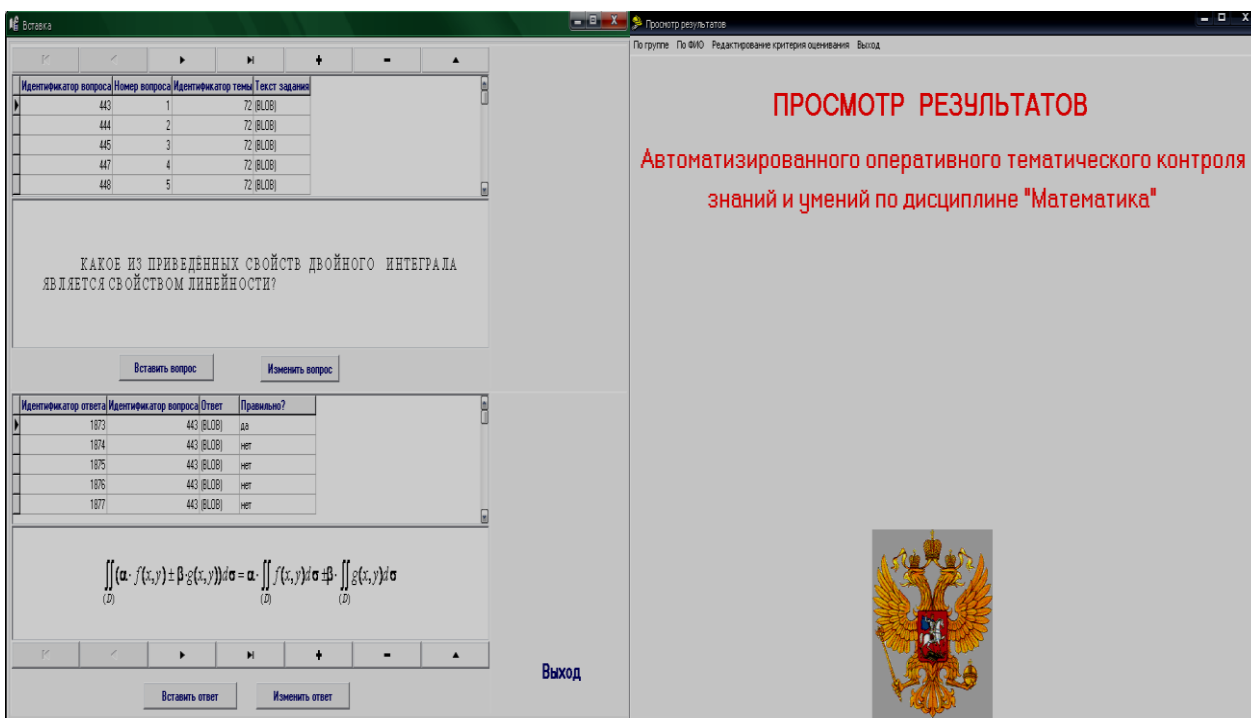 Вставка
Идентификатор вопроса Номер вопроса Идентификатор темы Текст задания
443 1 72 (BLOB)
444 2 72 (BLOB)
445 3 72 (BLOB)
447 4 72 (BLOB)
448 5 72 (BLOB)
КАКОЕ ИЗ ПРИВЕДЁННЫХ СВОЙСТВ ДВОЙНОГО ИНТЕГРАЛА
ЯВЛЯЕТСЯ СВОЙСТВОМ ЛИНЕЙНОСТИ?
Вставить вопрос Изменить вопрос
Идентификатор ответа Идентификатор вопроса Ответ Правильно?
1873 443 (BLOB) да
1874 443 (BLOB) нет
1875 443 (BLOB) нет
1876 443 (BLOB) нет
1877 443 (BLOB) нет
∬(α· f(x,y) ± β·g(x,y))dσ = α· ∬ f(x,y)dσ ±β· ∬ g(x,y)dσ
(D) (D) (D)
Выход
Вставить ответ Изменить ответ
Просмотр результатов
По группе По ФИО Редактирование критерия оценивания Выход
ПРОСМОТР РЕЗУЛЬТАТОВ
Автоматизированного оперативного тематического контроля
знаний и умений по дисциплине "Математика"